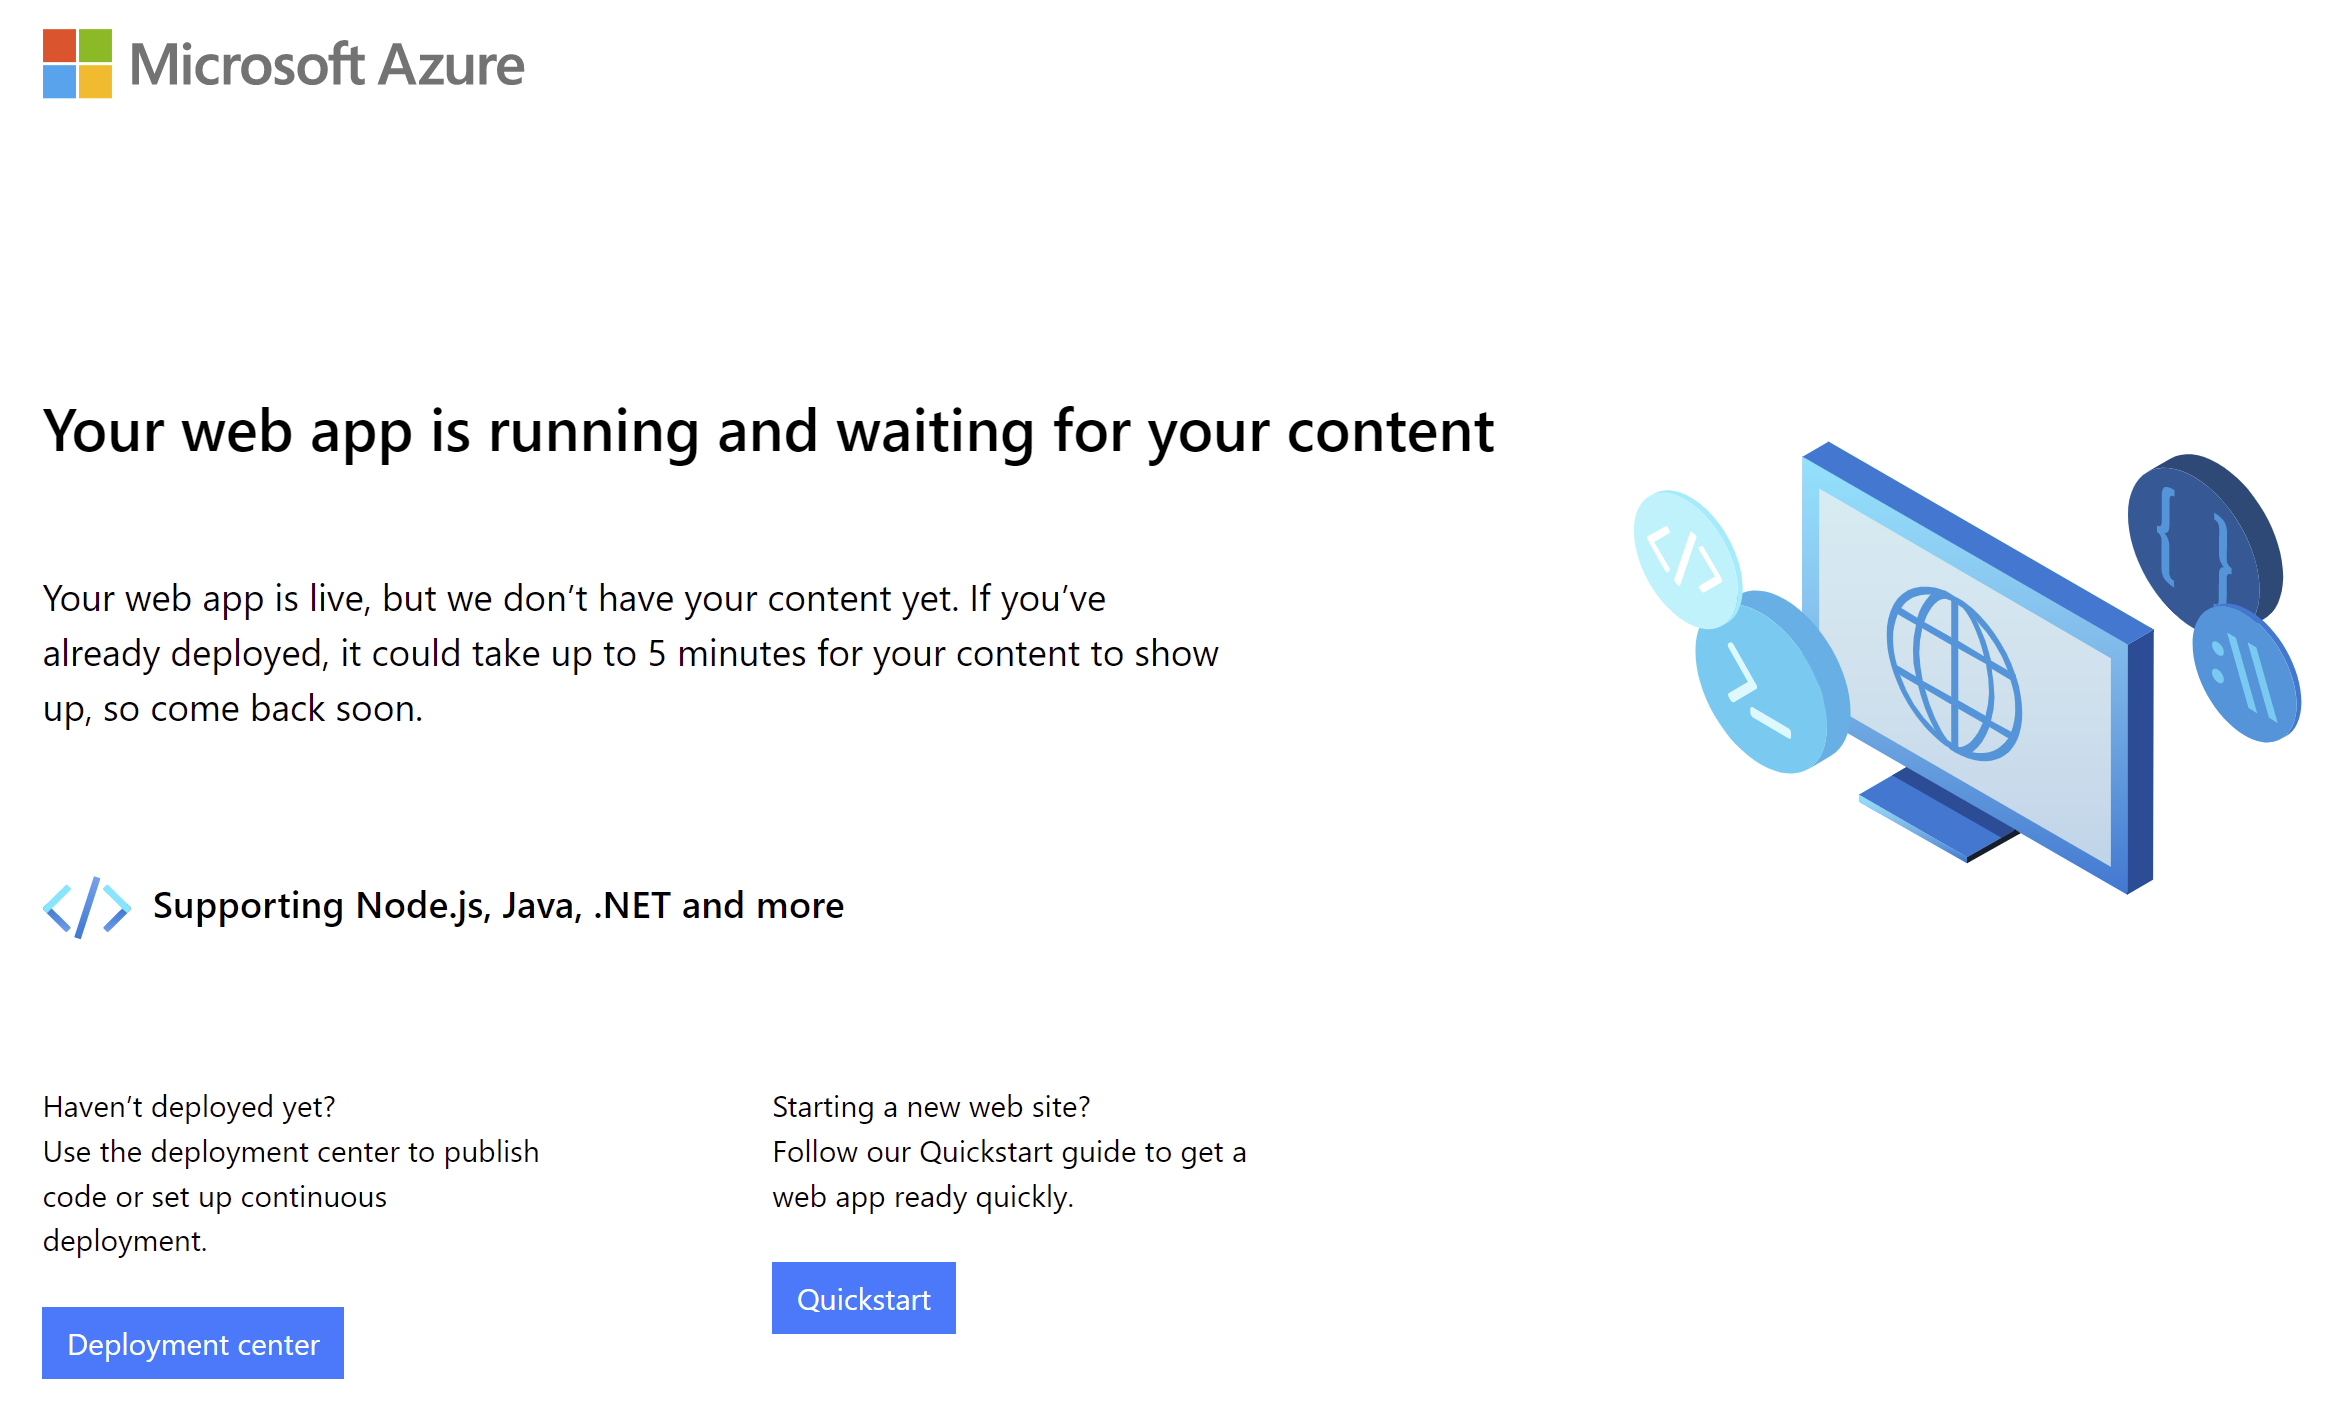 Microsoft Azure
Your web app is running and waiting for your content
Your web app is live, but we don’t have your content yet. If you’ve
already deployed, it could take up to 5 minutes for your content to show
up, so come back soon.
</>
{ }
>_
:\\
</> Supporting Node.js, Java, .NET and more
Haven’t deployed yet?
Use the deployment center to publish
code or set up continuous
deployment.
Deployment center
Starting a new web site?
Follow our Quickstart guide to get a
web app ready quickly.
Quickstart